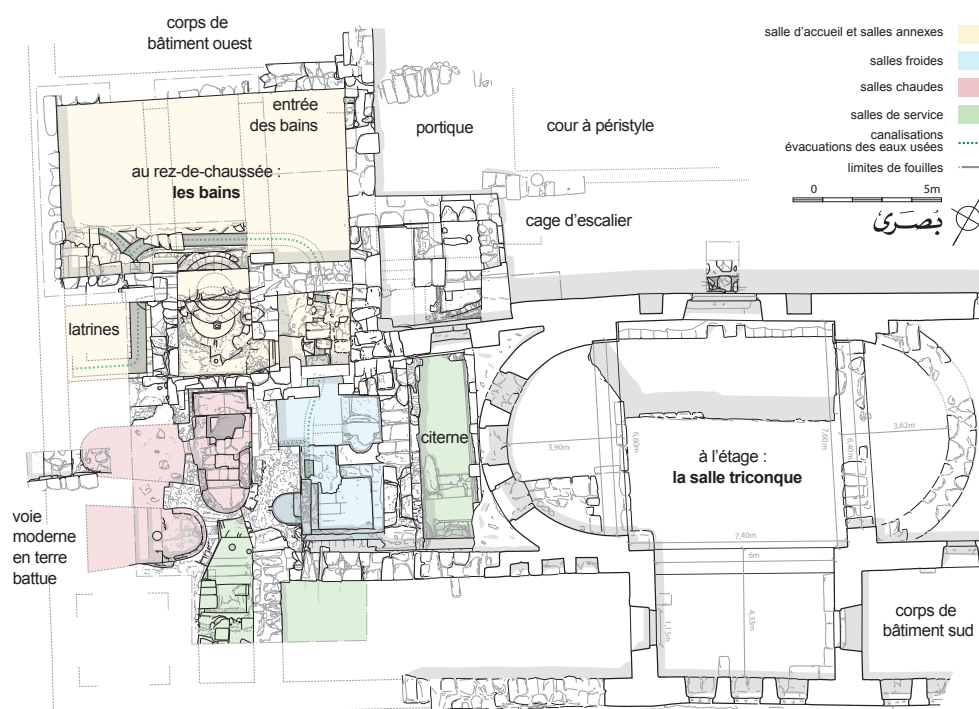 corps de
bâtiment ouest
salle d'accueil et salles annexes
salles froides
salles chaudes
salles de service
canalisations
évacuations des eaux usées
limites de fouilles
0 5m
بُصرَى
entrée
des bains
portique
cour à péristyle
au rez-de-chaussée :
les bains
cage d'escalier
latrines
citerne
3,90m
6,60m
7,60m
6,40m
3,62m
à l'étage :
la salle triconque
voie
moderne
en terre
battue
7,40m
6m
4,33m
1,15m
corps de
bâtiment sud